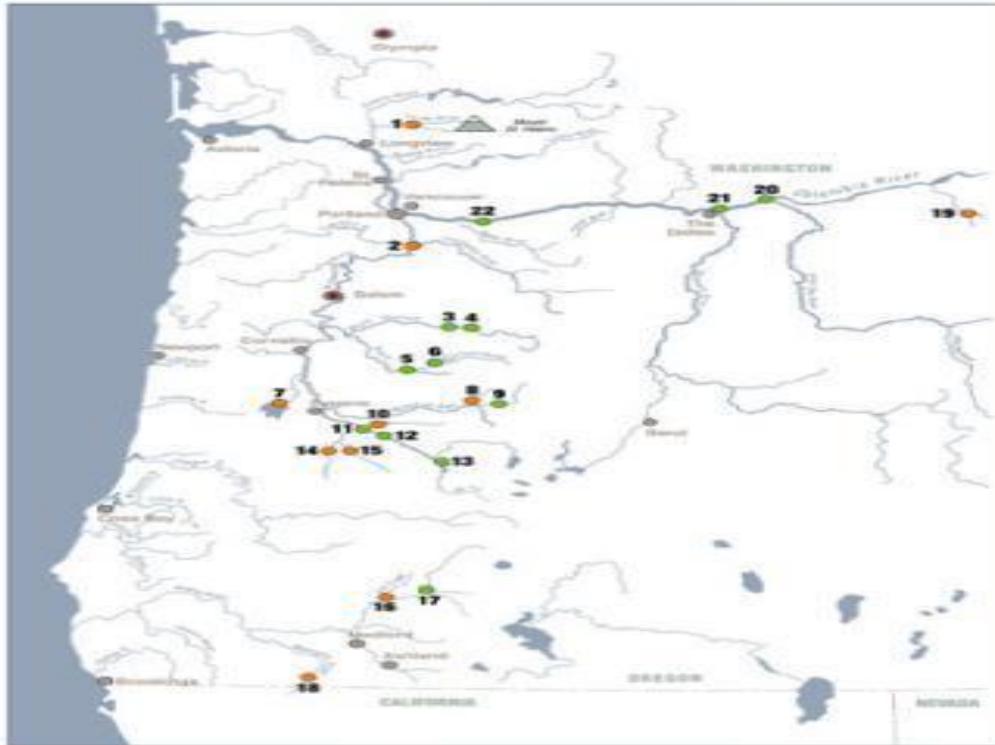 Olympia
1
Mount
St. Helens
Longview
Astoria
St.
Helens
WASHINGTON
Columbia River
Vancouver
Portland
22
21
20
19
The
Dalles
2
Salem
3
4
Newport
Corvallis
5
6
7
8
9
Eugene
10
11
12
Bend
14
15
13
Coos Bay
16
17
Medford
Ashland
Brookings
18
OREGON
CALIFORNIA
NEVADA